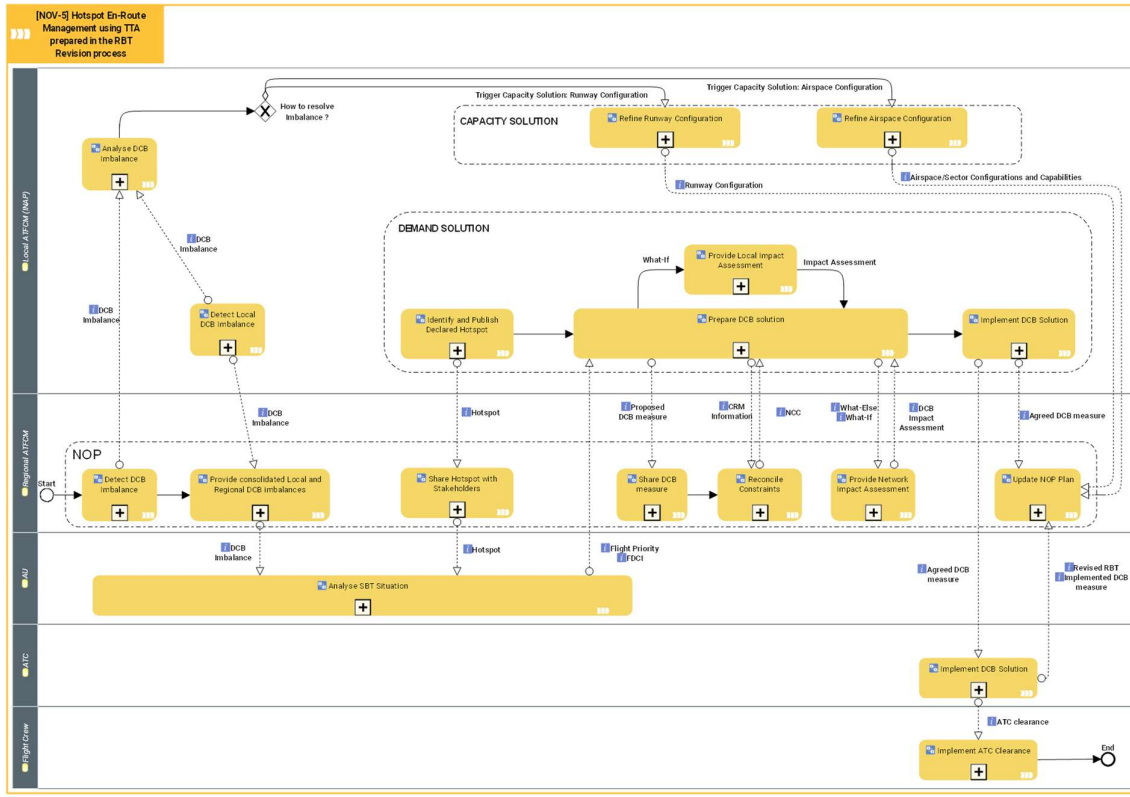 [NOV-5] Hotspot En-Route
Management using TTA
prepared in the RBT
Revision process
Local ATFCM (INAP)
How to resolve
Imbalance ?
Trigger Capacity Solution: Runway Configuration
Trigger Capacity Solution: Airspace Configuration
CAPACITY SOLUTION
Refine Runway Configuration
Refine Airspace Configuration
Analyse DCB
Imbalance
Runway Configuration
Airspace/Sector Configurations and Capabilities
DCB
Imbalance
DEMAND SOLUTION
What-If
Provide Local Impact
Assessment
Impact Assessment
DCB
Imbalance
Detect Local
DCB Imbalance
Identify and Publish
Declared Hotspot
Prepare DCB solution
Implement DCB Solution
Regional ATFCM
DCB
Imbalance
Hotspot
Proposed
DCB measure
CRM
Information
NCC
What-Else
What-If
DCB
Impact
Assessment
Agreed DCB measure
NOP
Start
Detect DCB
Imbalance
Provide consolidated Local and
Regional DCB imbalances
Share Hotspot with
Stakeholders
Share DCB
measure
Reconcile
Constraints
Provide Network
Impact Assessment
Update NOP Plan
AU
DCB
Imbalance
Hotspot
Flight Priority
FDCI
Analyse SBT Situation
Agreed DCB
measure
Revised RBT
Implemented DCB
measure
ATC
Implement DCB Solution
Flight Crew
ATC clearance
Implement ATC Clearance
End